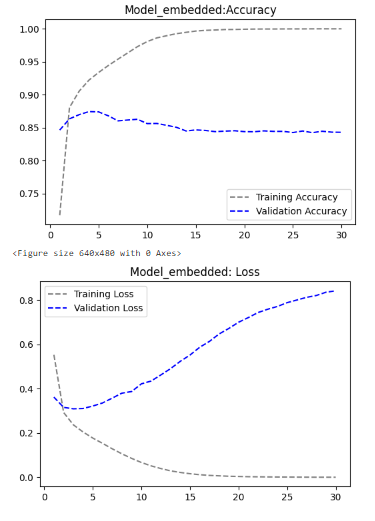 Model_embedded:Accuracy
1.00
0.95
0.90
0.85
0.80
0.75
Training Accuracy
Validation Accuracy
0 5 10 15 20 25 30
<Figure size 640x480 with 0 Axes>
Model_embedded: Loss
Training Loss
Validation Loss
0.8
0.6
0.4
0.2
0.0
0 5 10 15 20 25 30